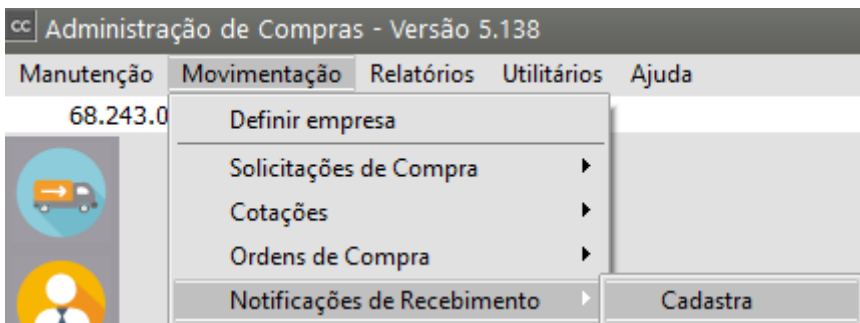 cc Administração de Compras - Versão 5.138
Manutenção Movimentação Relatórios Utilitários Ajuda
68.243.0
Definir empresa
Solicitações de Compra
Cotações
Ordens de Compra
Notificações de Recebimento Cadastra